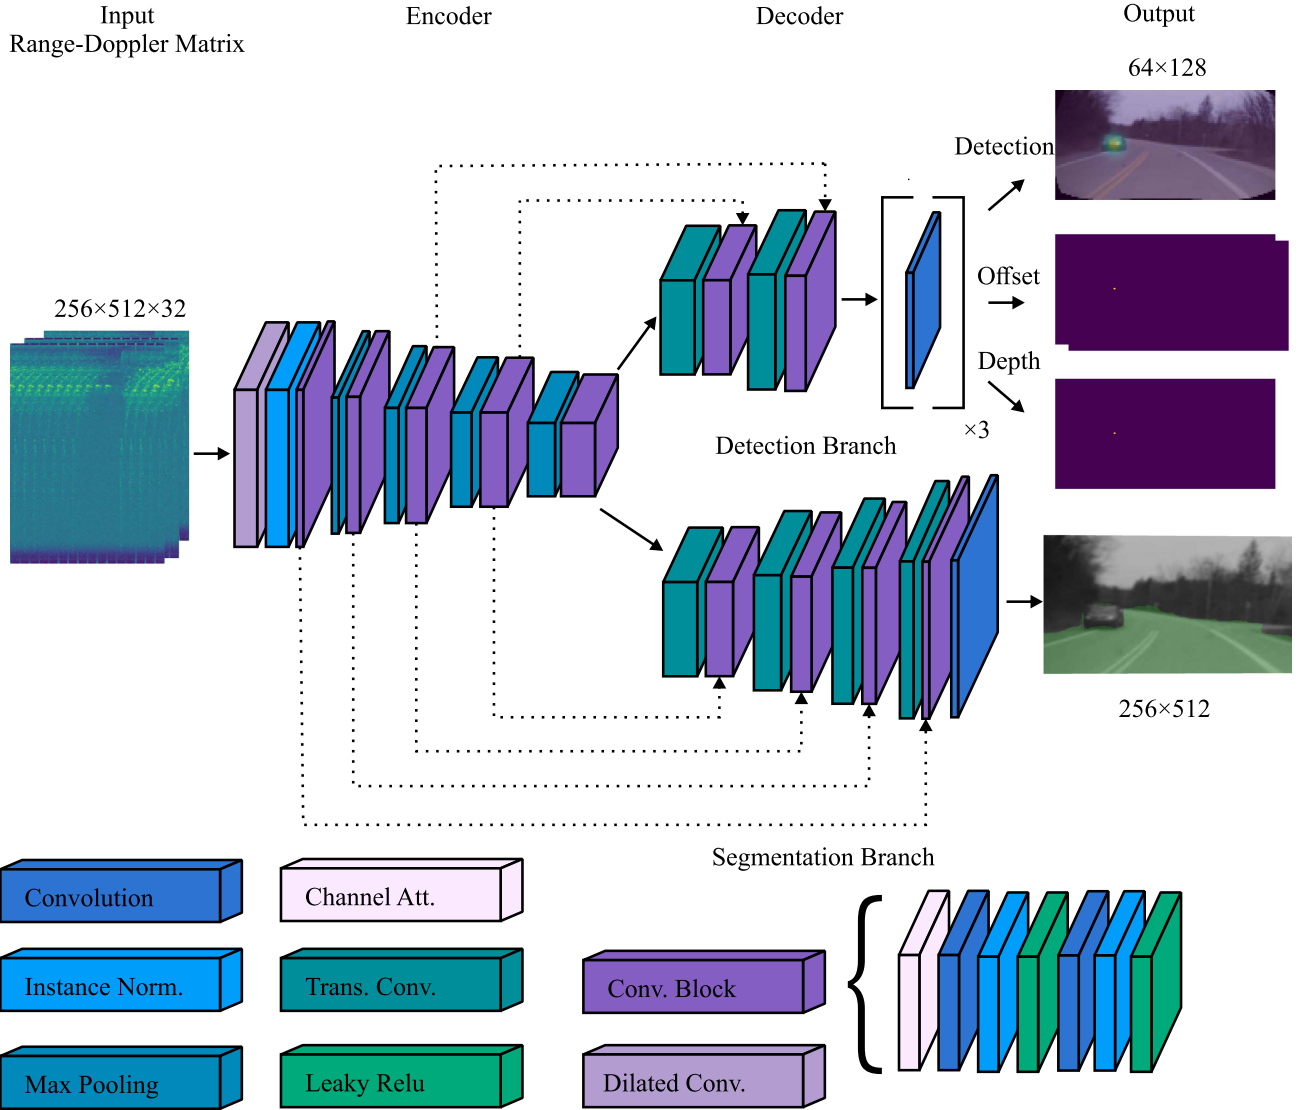 Input
Range-Doppler Matrix
Encoder
Decoder
Output
64×128
Detection
256×512×32
Offset
Depth
×3
Detection Branch
256×512
Segmentation Branch
Convolution
Channel Att.
Instance Norm.
Trans. Conv.
Conv. Block
Max Pooling
Leaky Relu
Dilated Conv.